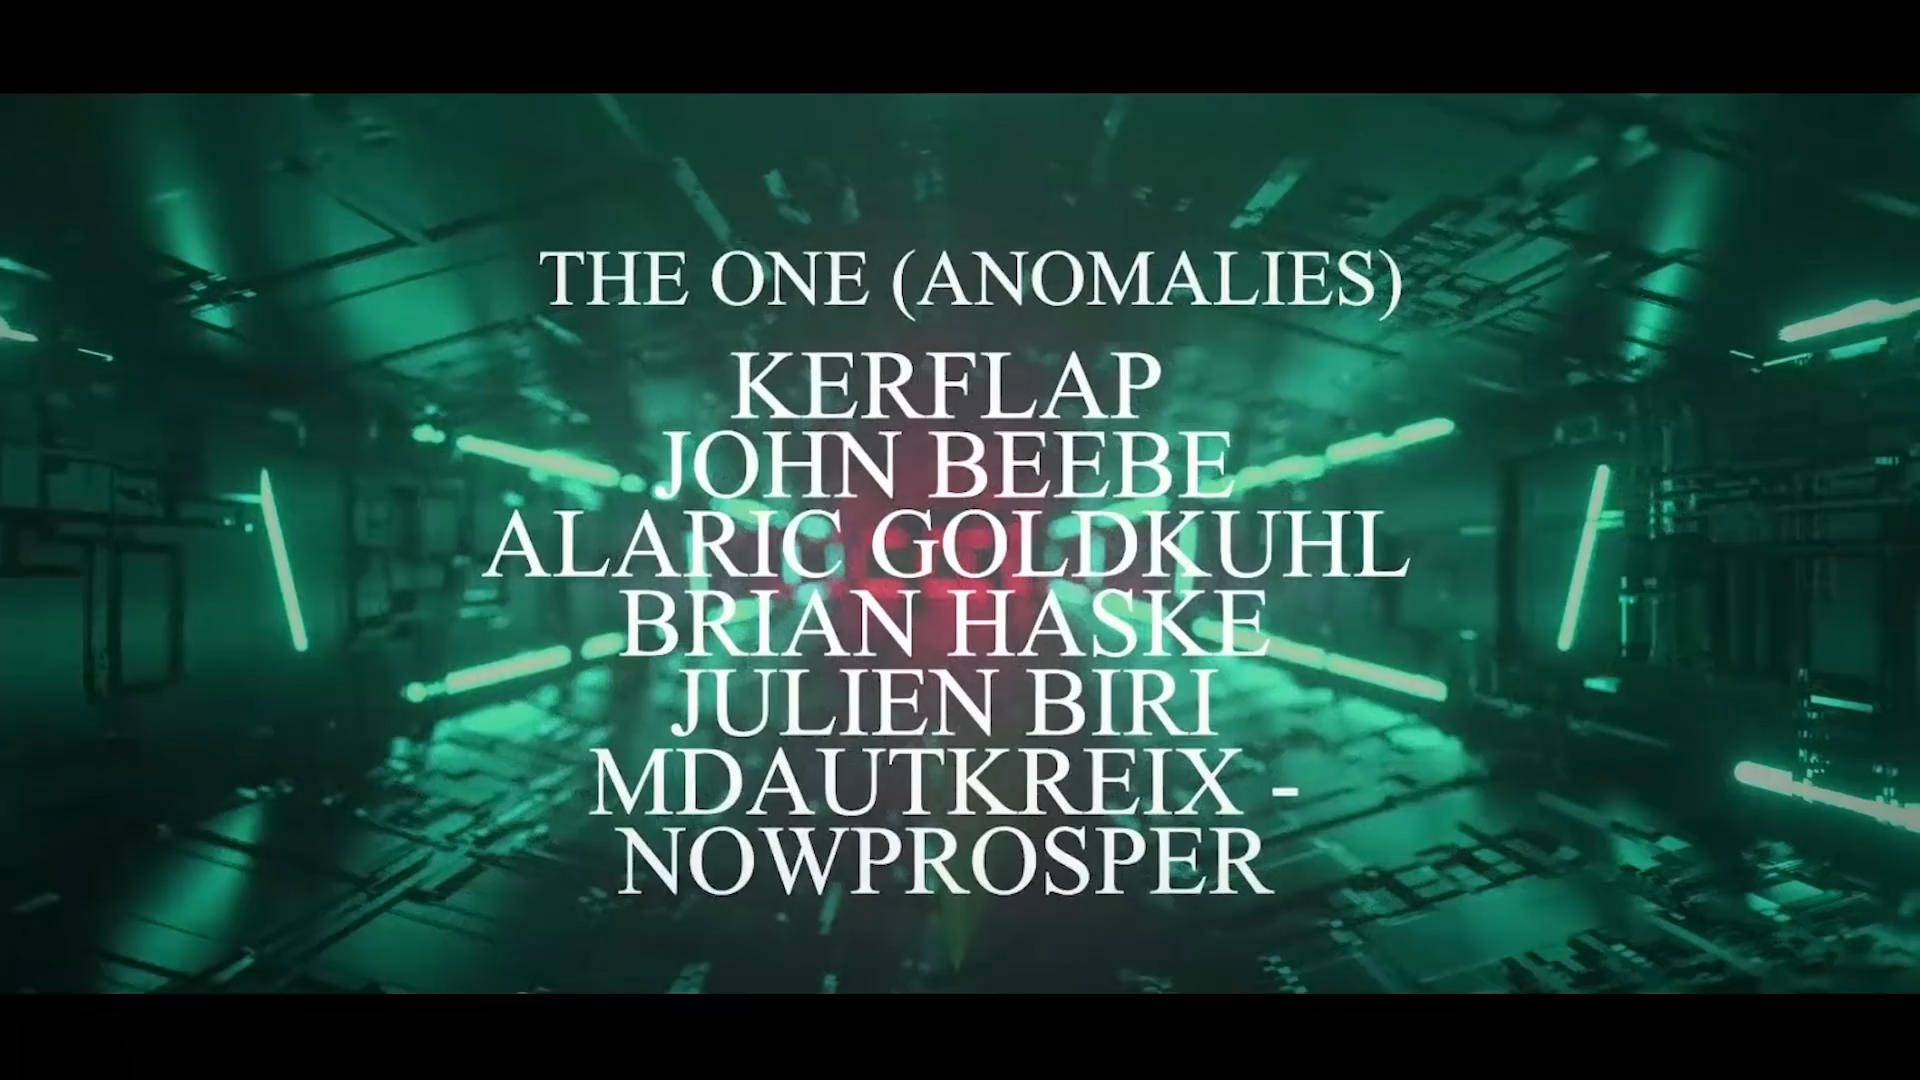 THE ONE (ANOMALIES)
KERFLAP
JOHN BEEBE
ALARIC GOLDKUHL
BRIAN HASKE
JULIEN BIRI
MDAUTKREIX -
NOWPROSPER